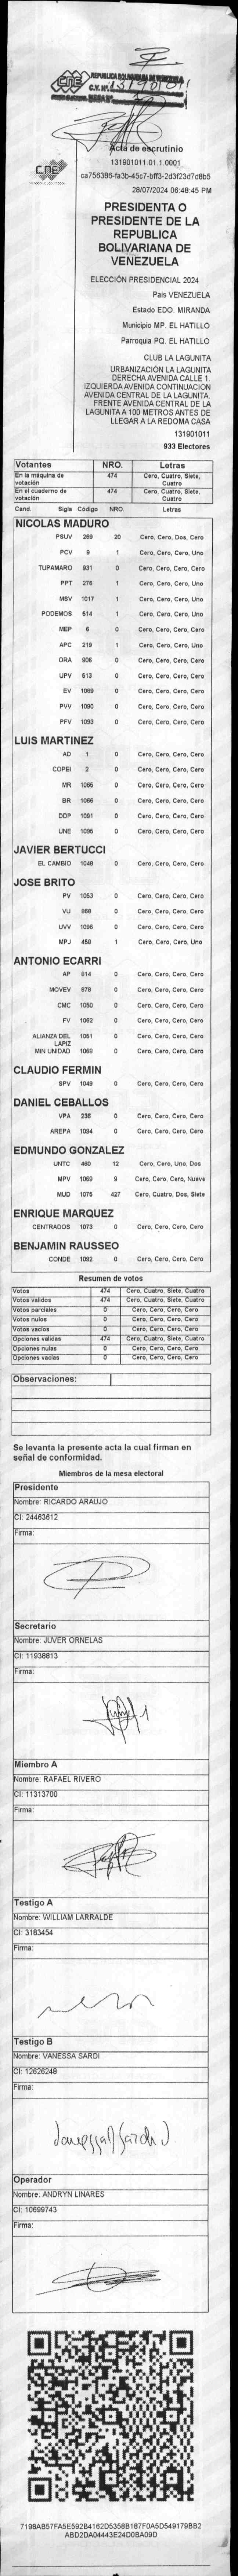 REPUBLICA BOLIVARIANA DE VENEZUELA
CNE
Acta de escrutinio
131901011.01.1.0001
ca756386-fa3b-45c7-bff3-2d3f23d7d8b5
28/07/2024 06:48:45 PM
PRESIDENTA O
PRESIDENTE DE LA
REPUBLICA
BOLIVARIANA DE
VENEZUELA
ELECCIÓN PRESIDENCIAL 2024
País VENEZUELA
Estado EDO. MIRANDA
Municipio MP. EL HATILLO
Parroquia PQ. EL HATILLO
CLUB LA LAGUNITA
URBANIZACIÓN LA LAGUNITA
DERECHA AVENIDA CALLE 1.
IZQUIERDA AVENIDA CONTINUACION
AVENIDA CENTRAL DE LA LAGUNITA.
FRENTE AVENIDA CENTRAL DE LA
LAGUNITA A 100 METROS ANTES DE
LLEGAR A LA REDOMA CASA
131901011
933 Electores
Votantes NRO. Letras
En la máquina de votación 474 Cero, Cuatro, Siete, Cuatro
En el cuaderno de votación 474 Cero, Cuatro, Siete, Cuatro
Cand. Sigla Código NRO. Letras
NICOLAS MADURO
PSUV 269 20 Cero, Cero, Dos, Cero
PCV 9 1 Cero, Cero, Cero, Uno
TUPAMARO 931 0 Cero, Cero, Cero, Cero
PPT 276 1 Cero, Cero, Cero, Uno
MSV 1017 1 Cero, Cero, Cero, Uno
PODEMOS 514 1 Cero, Cero, Cero, Uno
MEP 6 0 Cero, Cero, Cero, Cero
APC 219 1 Cero, Cero, Cero, Uno
ORA 906 0 Cero, Cero, Cero, Cero
UPV 513 0 Cero, Cero, Cero, Cero
EV 1089 0 Cero, Cero, Cero, Cero
PVV 1090 0 Cero, Cero, Cero, Cero
PFV 1093 0 Cero, Cero, Cero, Cero
LUIS MARTINEZ
AD 1 0 Cero, Cero, Cero, Cero
COPEI 2 0 Cero, Cero, Cero, Cero
MR 1065 0 Cero, Cero, Cero, Cero
BR 1066 0 Cero, Cero, Cero, Cero
DDP 1091 0 Cero, Cero, Cero, Cero
UNE 1095 0 Cero, Cero, Cero, Cero
JAVIER BERTUCCI
EL CAMBIO 1048 0 Cero, Cero, Cero, Cero
JOSE BRITO
PV 1053 0 Cero, Cero, Cero, Cero
VU 868 0 Cero, Cero, Cero, Cero
UVV 1096 0 Cero, Cero, Cero, Cero
MPJ 458 1 Cero, Cero, Cero, Uno
ANTONIO ECARRI
AP 814 0 Cero, Cero, Cero, Cero
MOVEV 878 0 Cero, Cero, Cero, Cero
CMC 1050 0 Cero, Cero, Cero, Cero
FV 1062 0 Cero, Cero, Cero, Cero
ALIANZA DEL LAPIZ 1051 0 Cero, Cero, Cero, Cero
MIN UNIDAD 1068 0 Cero, Cero, Cero, Cero
CLAUDIO FERMIN
SPV 1049 0 Cero, Cero, Cero, Cero
DANIEL CEBALLOS
VPA 236 0 Cero, Cero, Cero, Cero
AREPA 1094 0 Cero, Cero, Cero, Cero
EDMUNDO GONZALEZ
UNTC 460 12 Cero, Cero, Uno, Dos
MPV 1069 9 Cero, Cero, Cero, Nueve
MUD 1075 427 Cero, Cuatro, Dos, Siete
ENRIQUE MARQUEZ
CENTRADOS 1073 0 Cero, Cero, Cero, Cero
BENJAMIN RAUSSEO
CONDE 1092 0 Cero, Cero, Cero, Cero
Resumen de votos
Votos 474 Cero, Cuatro, Siete, Cuatro
Votos validos 474 Cero, Cuatro, Siete, Cuatro
Votos parciales 0 Cero, Cero, Cero, Cero
Votos nulos 0 Cero, Cero, Cero, Cero
Votos vacios 0 Cero, Cero, Cero, Cero
Opciones validas 474 Cero, Cuatro, Siete, Cuatro
Opciones nulas 0 Cero, Cero, Cero, Cero
Opciones vacias 0 Cero, Cero, Cero, Cero
Observaciones:
Se levanta la presente acta la cual firman en
señal de conformidad.
Miembros de la mesa electoral
Presidente
Nombre: RICARDO ARAUJO
CI: 24463612
Firma:
Secretario
Nombre: JUVER ORNELAS
CI: 11938813
Firma:
Miembro A
Nombre: RAFAEL RIVERO
CI: 11313700
Firma:
Testigo A
Nombre: WILLIAM LARRALDE
CI: 3183454
Firma:
Testigo B
Nombre: VANESSA SARDI
CI: 12626248
Firma:
Vanessa Sardi
Operador
Nombre: ANDRYN LINARES
CI: 10699743
Firma:
7198AB57FA5E592B4162D5358B187F0A5D549179BB2
ABD2DA04443E24D0BA09D